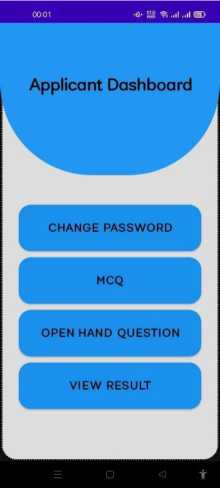 00:01
Applicant Dashboard
CHANGE PASSWORD
MCQ
OPEN HAND QUESTION
VIEW RESULT